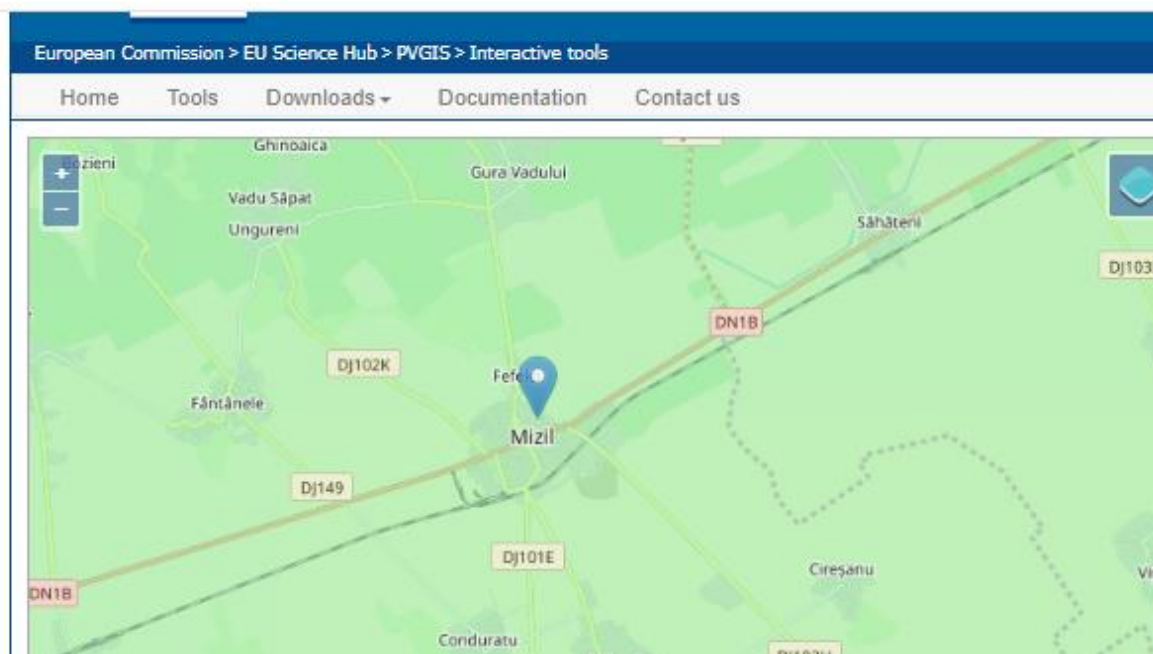 European Commission > EU Science Hub > PVGIS > Interactive tools
Home Tools Downloads Documentation Contact us
+
Ghinoaica
Gura Vadului
−
Vadu Săpat
Ungureni
Săhăteni
DJ103
DN1B
DJ102K
Fântânele
Mizil
DJ149
DJ101E
Cireșanu
DN1B
Conduratu